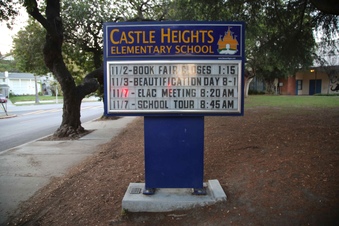 CASTLE HEIGHTS
ELEMENTARY SCHOOL
11/2-BOOK FAIR CLOSES 1:15
11/3-BEAUTIFICATION DAY 8-1
11/7- ELAC MEETING 8:20 AM
11/7 - SCHOOL TOUR 8:45 AM